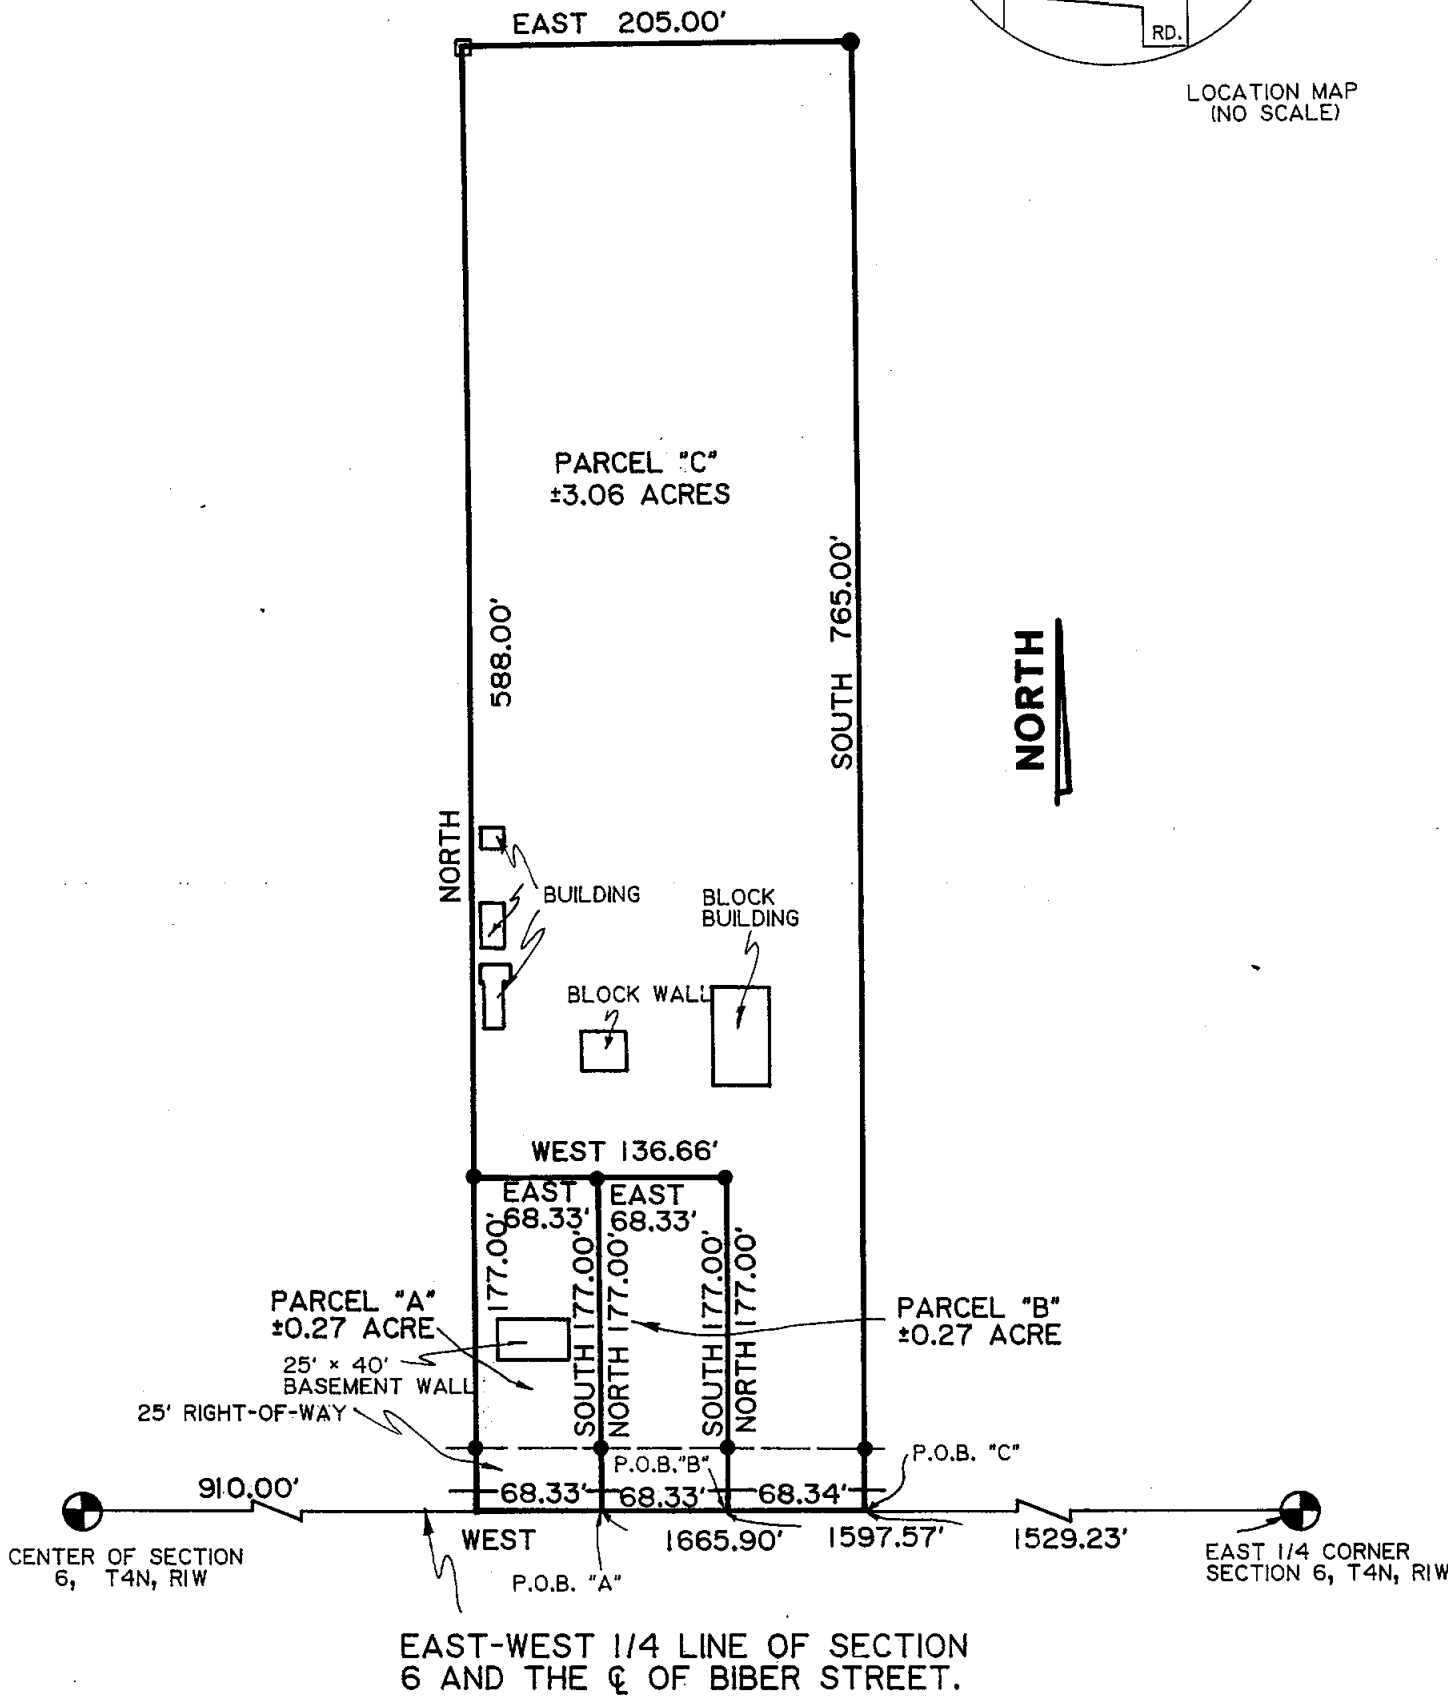 EAST 205.00'
RD.
LOCATION MAP
(NO SCALE)
PARCEL "C"
±3.06 ACRES
SOUTH 765.00'
588.00'
NORTH
NORTH
BUILDING
BLOCK
BUILDING
BLOCK WALL
WEST 136.66'
EAST
68.33'
EAST
68.33'
177.00'
SOUTH 177.00'
NORTH 177.00'
SOUTH 177.00'
NORTH 177.00'
PARCEL "A"
±0.27 ACRE
PARCEL "B"
±0.27 ACRE
25' × 40'
BASEMENT WALL
25' RIGHT-OF-WAY
P.O.B."B"
P.O.B. "C"
910.00'
68.33'
68.33'
68.34'
WEST
1665.90'
1597.57'
1529.23'
CENTER OF SECTION
6, T4N, R1W
P.O.B. "A"
EAST 1/4 CORNER
SECTION 6, T4N, R1W
EAST-WEST 1/4 LINE OF SECTION
6 AND THE ℄ OF BIBER STREET.